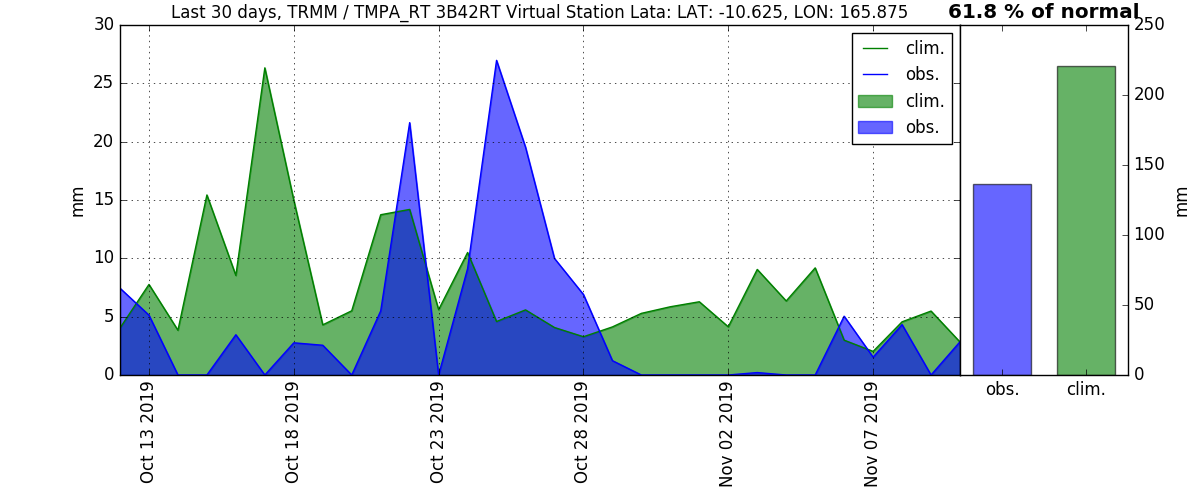 Last 30 days, TRMM / TMPA_RT 3B42RT Virtual Station Lata: LAT: -10.625, LON: 165.875
61.8 % of normal
30
25
20
15
10
5
0
mm
clim.
obs.
clim.
obs.
250
200
150
100
50
0
mm
obs.
clim.
Oct 13 2019
Oct 18 2019
Oct 23 2019
Oct 28 2019
Nov 02 2019
Nov 07 2019